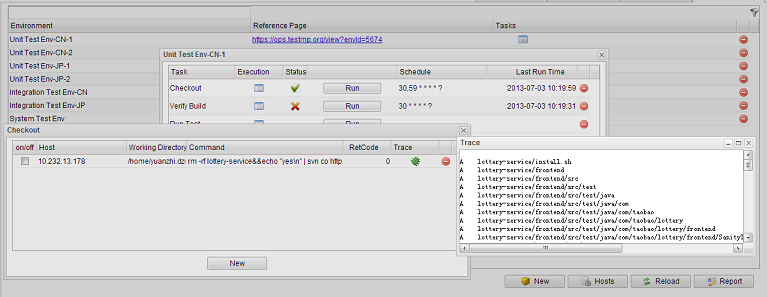 Environment Reference Page Tasks
Unit Test Env-CN-1 https://ops.testmp.org/view?envId=5674
Unit Test Env-CN-2
Unit Test Env-JP-1
Unit Test Env-JP-2
Integration Test Env-CN
Integration Test Env-JP
System Test Env
Unit Test Env-CN-1
Task Execution Status Schedule Last Run Time
Checkout Run 30,59 * * * * ? 2013-07-03 10:19:59
Verify Build Run 30 * * * * ? 2013-07-03 10:19:31
Run Test
Checkout
on/off Host Working Directory Command RetCode Trace
10.232.13.178 /home/yuanzhi.dz rm -rf lottery-service&&echo "yes\n" | svn co http 0
New
Trace
A lottery-service/install.sh
A lottery-service/frontend
A lottery-service/frontend/src
A lottery-service/frontend/src/test
A lottery-service/frontend/src/test/java
A lottery-service/frontend/src/test/java/com
A lottery-service/frontend/src/test/java/com/taobao
A lottery-service/frontend/src/test/java/com/taobao/lottery
A lottery-service/frontend/src/test/java/com/taobao/lottery/frontend
A lottery-service/frontend/src/test/java/com/taobao/lottery/frontend/Sanity
New Hosts Reload Report